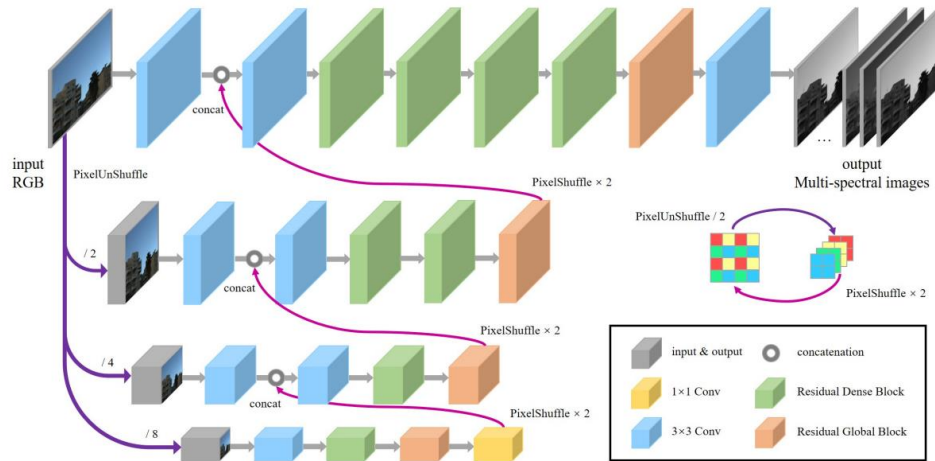 concat
input
RGB
PixelUnShuffle
output
Multi-spectral images
...
PixelShuffle × 2
/ 2
concat
PixelUnShuffle / 2
PixelShuffle × 2
PixelShuffle × 2
/ 4
concat
PixelShuffle × 2
/ 8
input & output
concatenation
1×1 Conv
Residual Dense Block
3×3 Conv
Residual Global Block